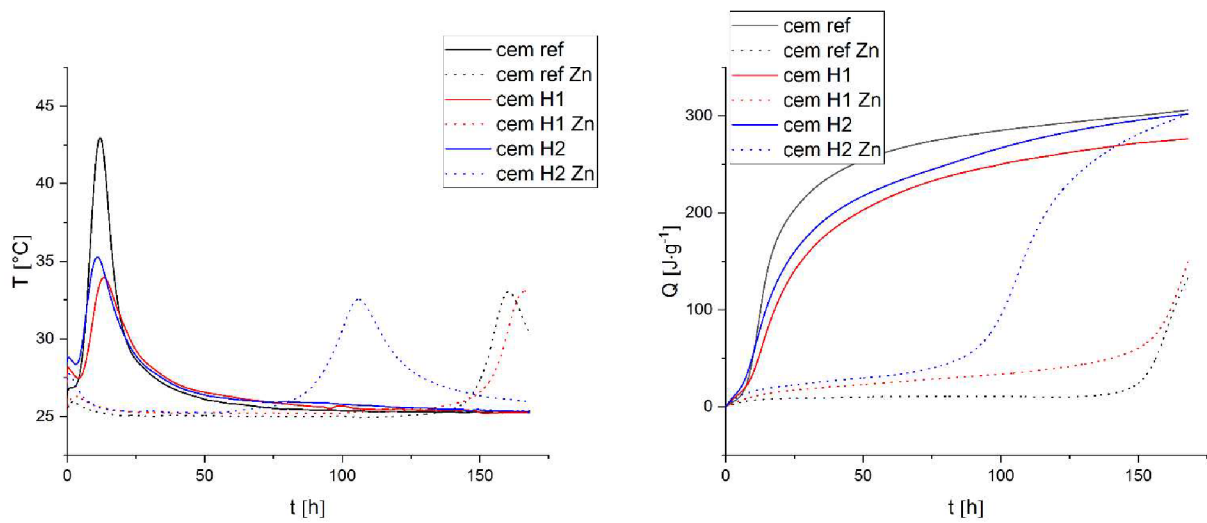 cem ref
cem ref Zn
cem H1
cem H1 Zn
cem H2
cem H2 Zn
45
40
35
30
25
T [°C]
0
50
100
150
t [h]
cem ref
cem ref Zn
cem H1
cem H1 Zn
cem H2
cem H2 Zn
300
200
100
0
Q [J·g⁻¹]
0
50
100
150
t [h]